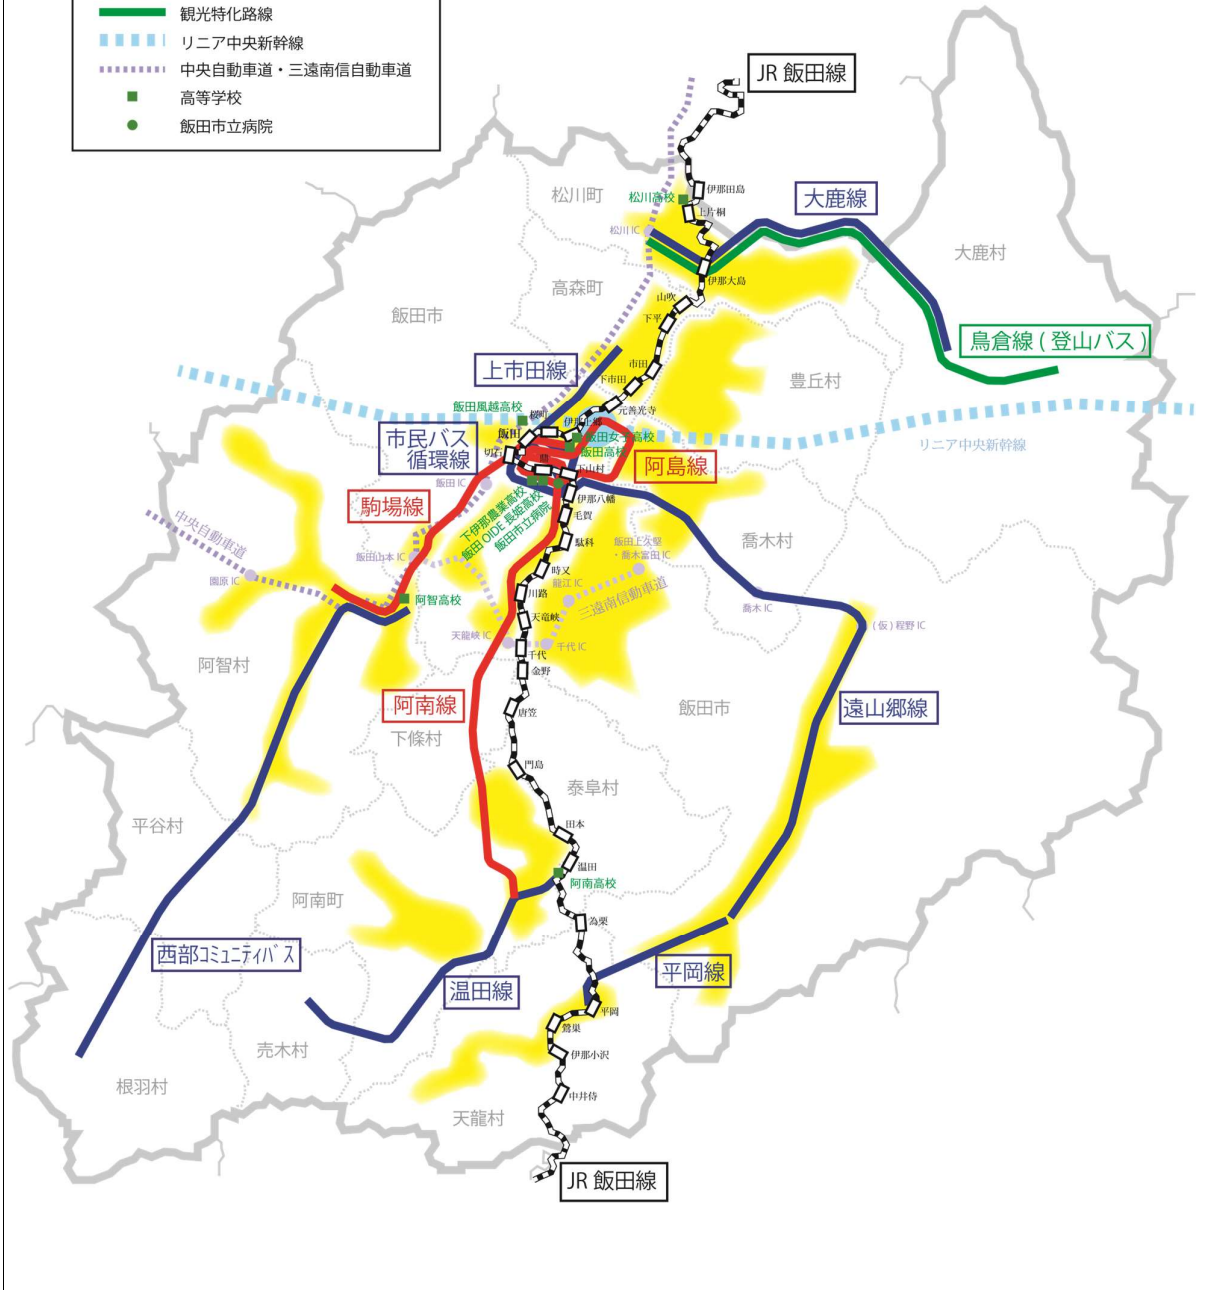 観光特化路線
リニア中央新幹線
中央自動車道・三遠南信自動車道
高等学校
飯田市立病院
JR 飯田線
松川町
松川高校
伊那田島
上片桐
大鹿線
松川 IC
大鹿村
伊那大島
高森町
山吹
飯田市
下平
鳥倉線 ( 登山バス )
上市田線
市田
下市田
豊丘村
飯田風越高校
桜町
元善光寺
伊那上郷
飯田
飯田女子高校
市民バス
循環線
切石
飯田高校
リニア中央新幹線
阿島線
下山村
飯田 IC
伊那八幡
駒場線
下伊那農業高校
飯田 OIDE 長姫高校
飯田市立病院
毛賀
中央自動車道
駄科
飯田上久堅
・喬木富田 IC
喬木村
飯田山本 IC
時又
龍江 IC
園原 IC
川路
三遠南信動車道
阿智高校
喬木 IC
天竜峡
( 仮 ) 程野 IC
天龍峡 IC
千代 IC
千代
阿智村
金野
阿南線
唐笠
飯田市
遠山郷線
下條村
門島
泰阜村
平谷村
田本
温田
阿南高校
阿南町
為栗
西部ｺﾐｭﾆﾃｨﾊﾞｽ
平岡線
温田線
平岡
鶯巣
売木村
伊那小沢
根羽村
中井侍
天龍村
JR 飯田線